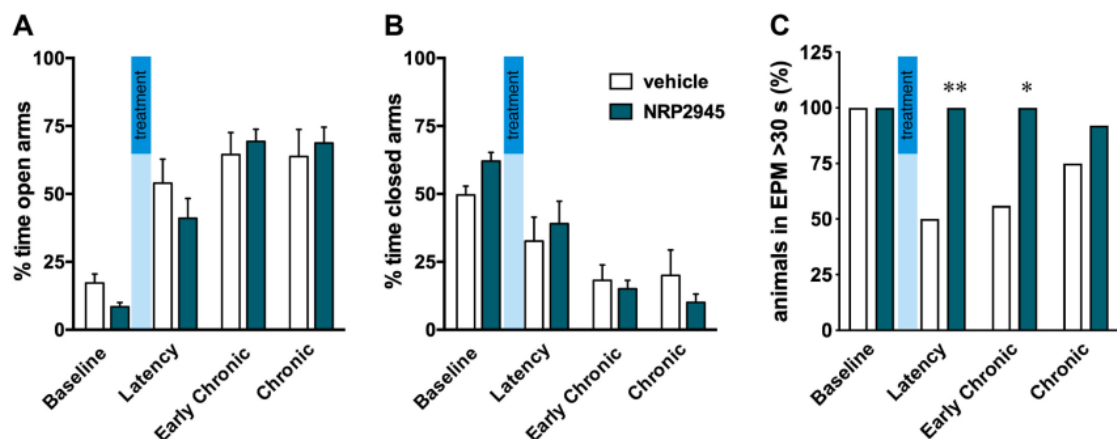 A
% time open arms
100
75
50
25
0
treatment
Baseline
Latency
Early Chronic
Chronic
B
% time closed arms
100
75
50
25
0
treatment
vehicle
NRP2945
Baseline
Latency
Early Chronic
Chronic
C
animals in EPM >30 s (%)
125
100
75
50
25
0
treatment
**
*
Baseline
Latency
Early Chronic
Chronic